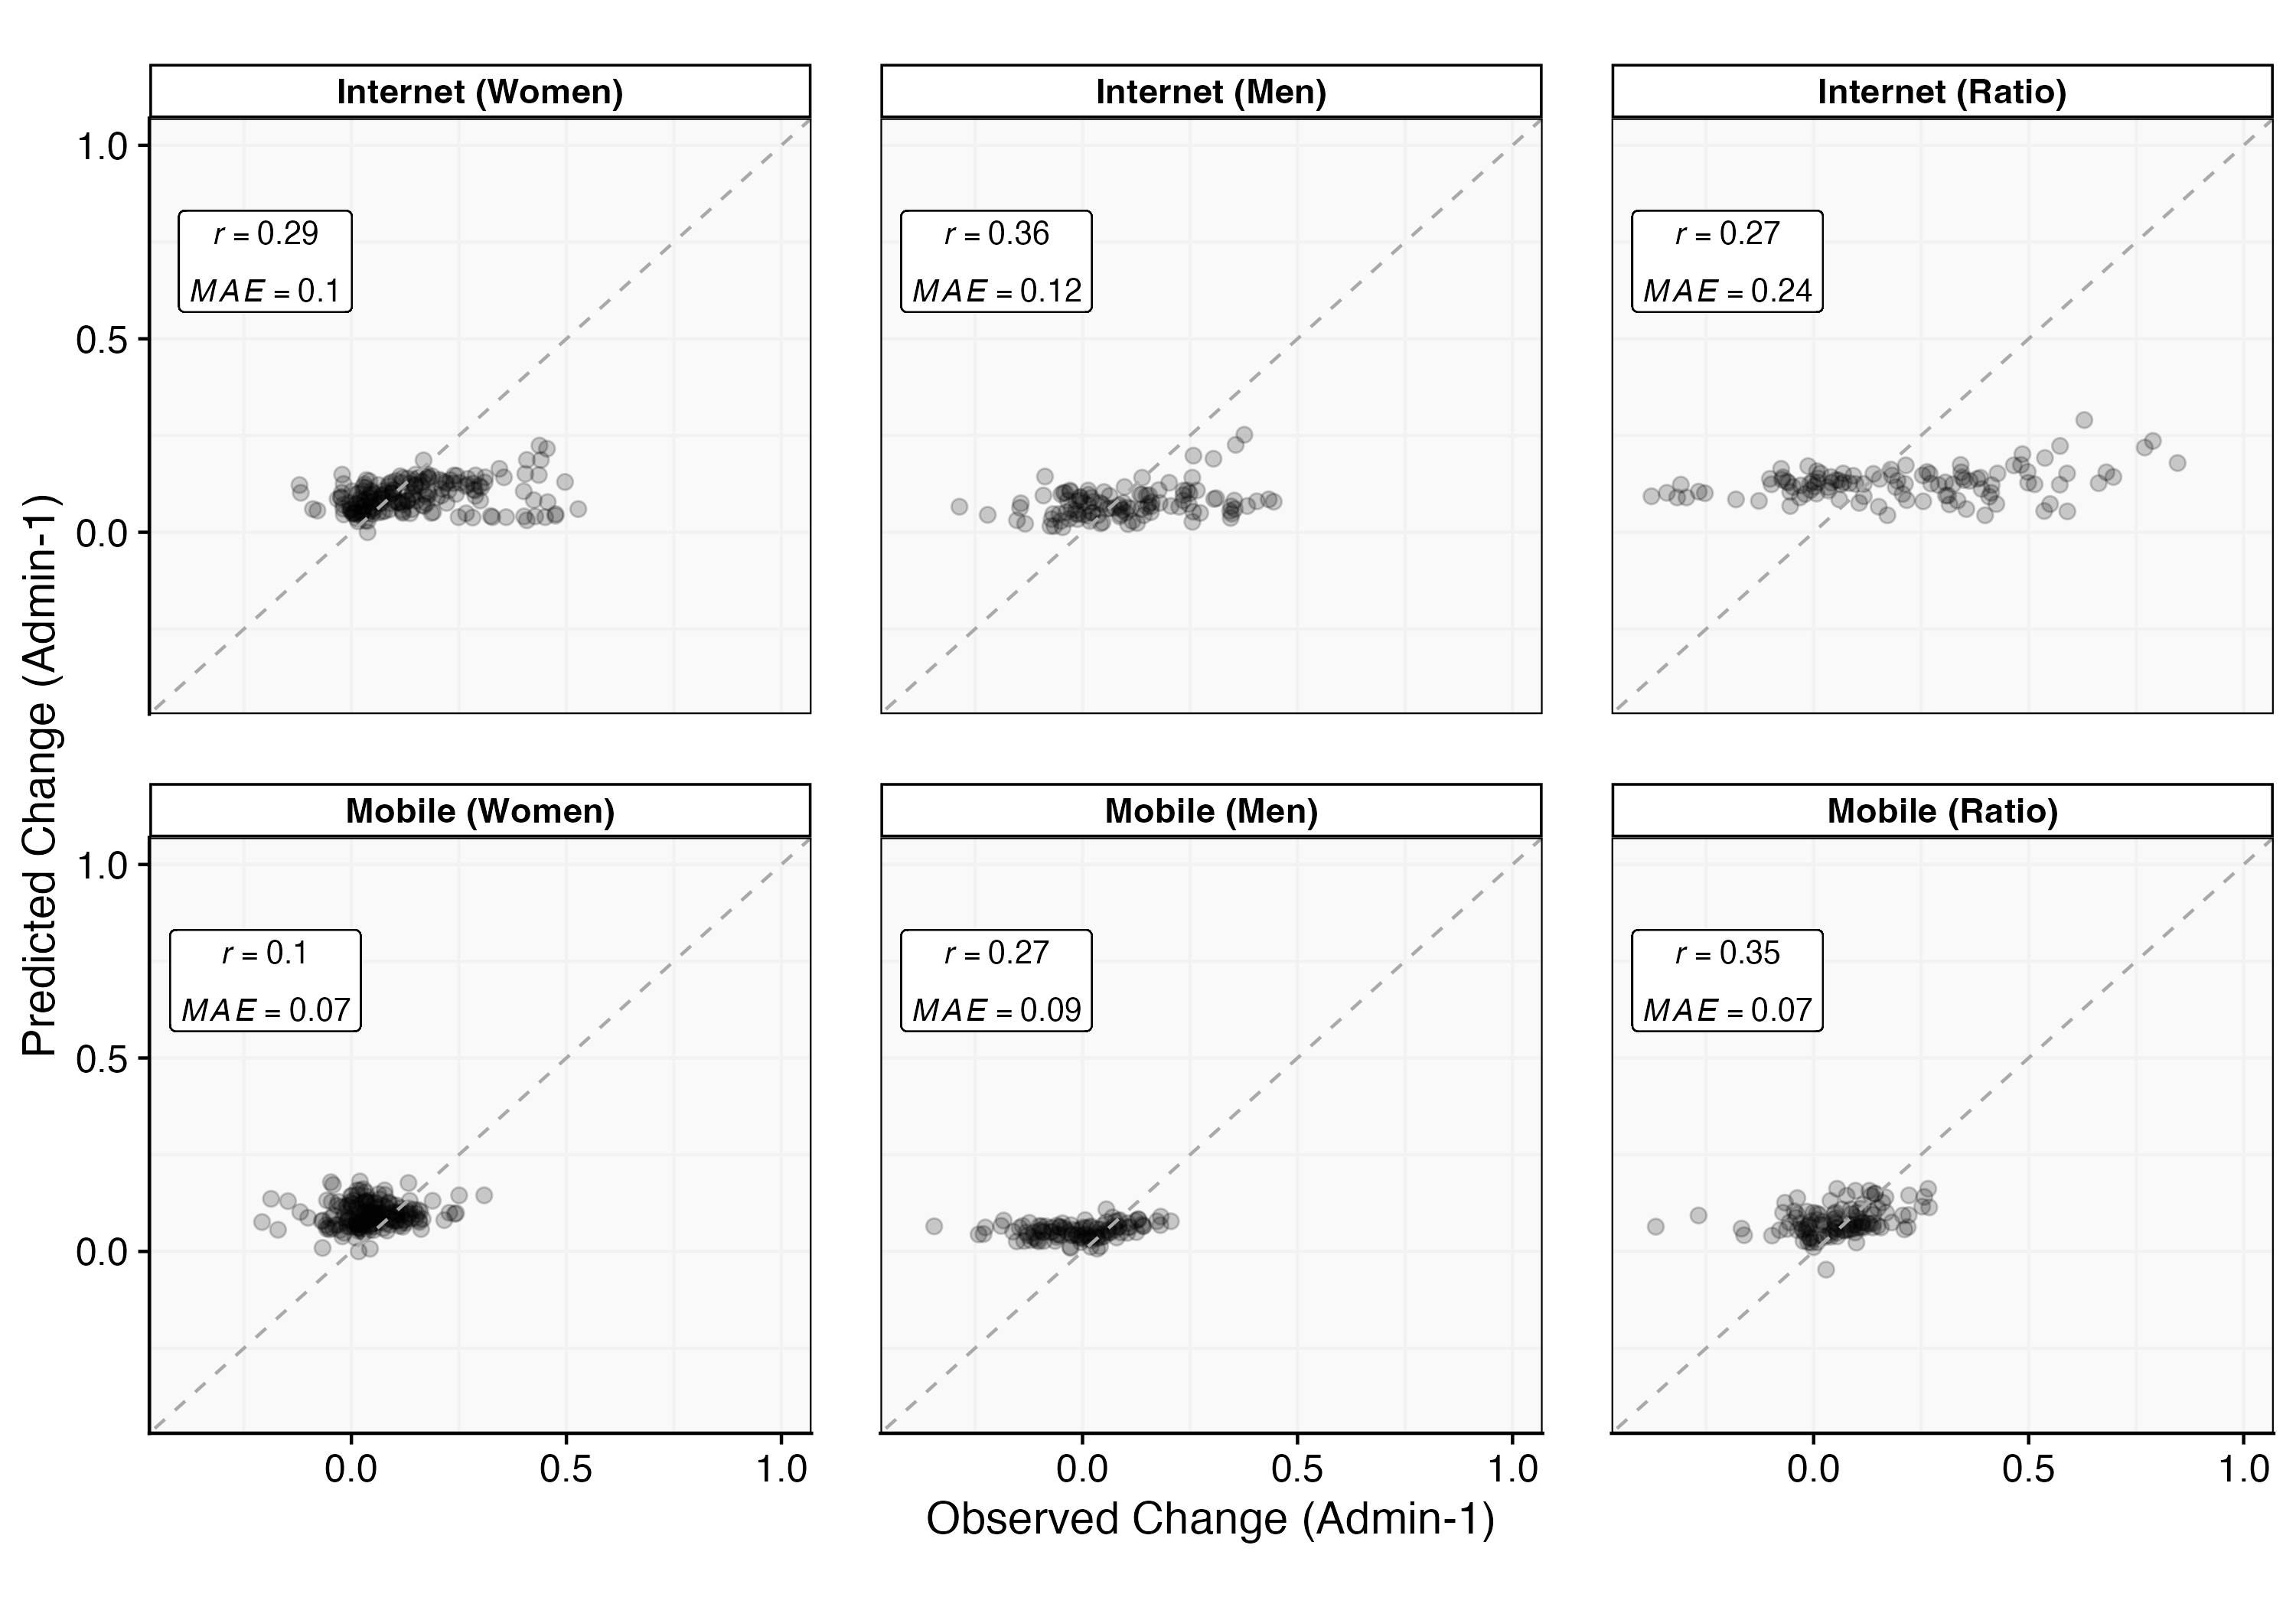 Internet (Women)
Internet (Men)
Internet (Ratio)
1.0
0.5
0.0
r = 0.29
MAE = 0.1
r = 0.36
MAE = 0.12
r = 0.27
MAE = 0.24
Predicted Change (Admin-1)
Mobile (Women)
Mobile (Men)
Mobile (Ratio)
1.0
0.5
0.0
r = 0.1
MAE = 0.07
r = 0.27
MAE = 0.09
r = 0.35
MAE = 0.07
0.0 0.5 1.0
0.0 0.5 1.0
0.0 0.5 1.0
Observed Change (Admin-1)